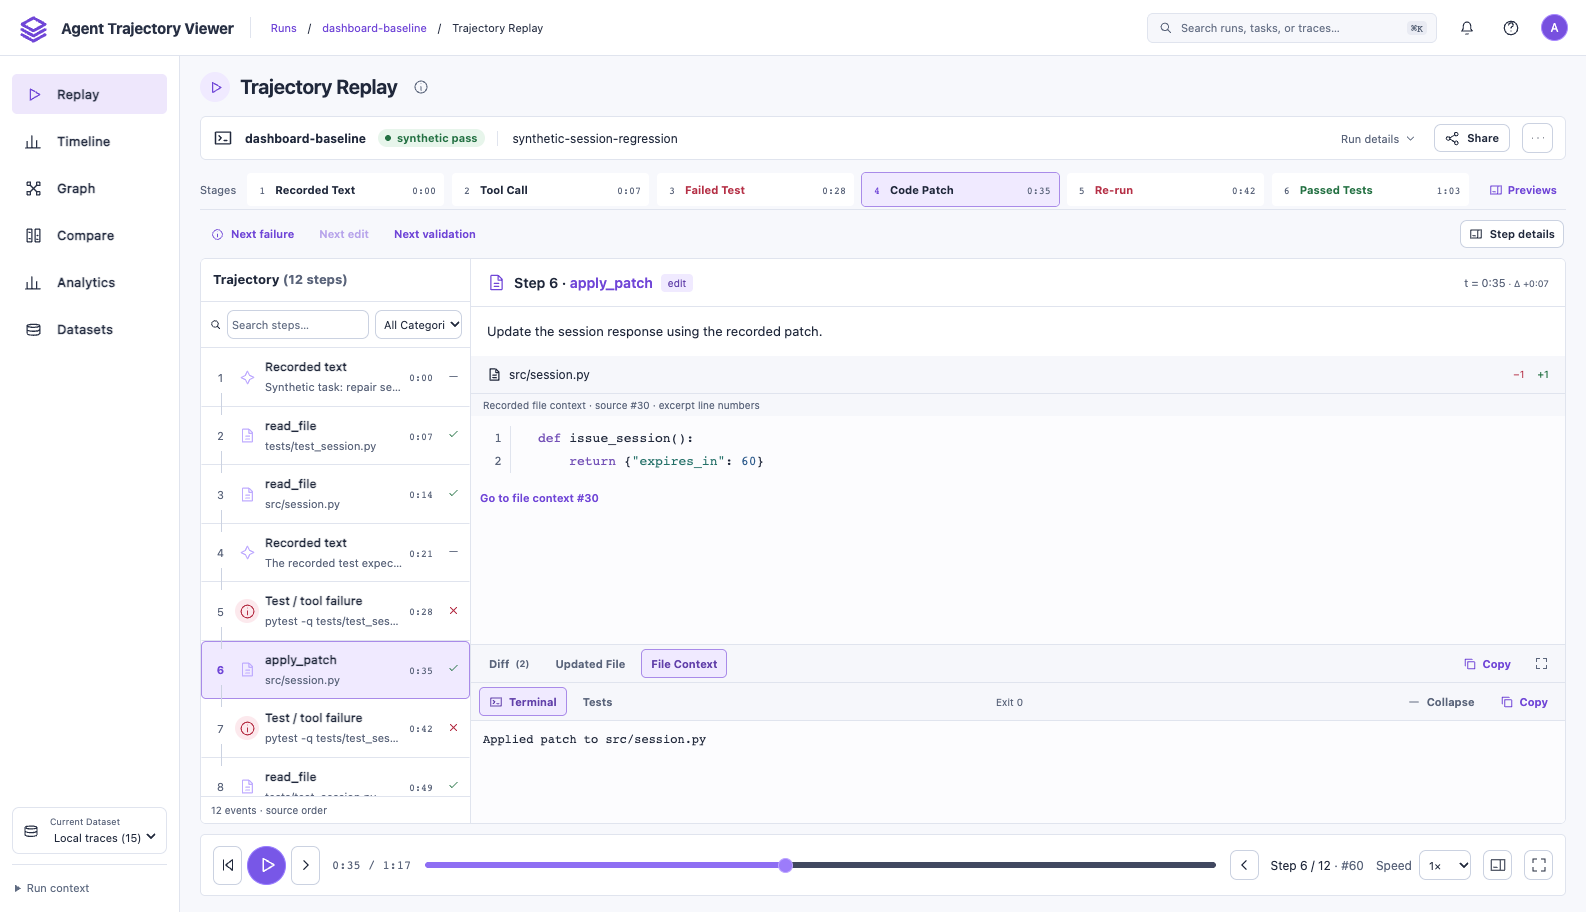 Agent Trajectory Viewer
Runs / dashboard-baseline / Trajectory Replay
Search runs, tasks, or traces... ⌘K
A
Replay
Timeline
Graph
Compare
Analytics
Datasets
Current Dataset
Local traces (15)
Run context
Trajectory Replay
dashboard-baseline synthetic pass synthetic-session-regression
Run details Share ...
Stages 1 Recorded Text 0:00 2 Tool Call 0:07 3 Failed Test 0:28 4 Code Patch 0:35 5 Re-run 0:42 6 Passed Tests 1:03 Previews
Next failure Next edit Next validation
Step details
Trajectory (12 steps)
Search steps... All Categori
1 Recorded text 0:00 —
Synthetic task: repair se...
2 read_file 0:07
tests/test_session.py
3 read_file 0:14
src/session.py
4 Recorded text 0:21 —
The recorded test expec...
5 Test / tool failure 0:28
pytest -q tests/test_ses...
6 apply_patch 0:35
src/session.py
7 Test / tool failure 0:42
pytest -q tests/test_ses...
8 read_file 0:49
tests/test_session.py
12 events · source order
Step 6 · apply_patch edit
t = 0:35 · Δ +0:07
Update the session response using the recorded patch.
src/session.py −1 +1
Recorded file context · source #30 · excerpt line numbers
1 def issue_session():
2 return {"expires_in": 60}
Go to file context #30
Diff (2) Updated File File Context Copy
Terminal Tests Exit 0 — Collapse Copy
Applied patch to src/session.py
0:35 / 1:17
Step 6 / 12 · #60 Speed 1×